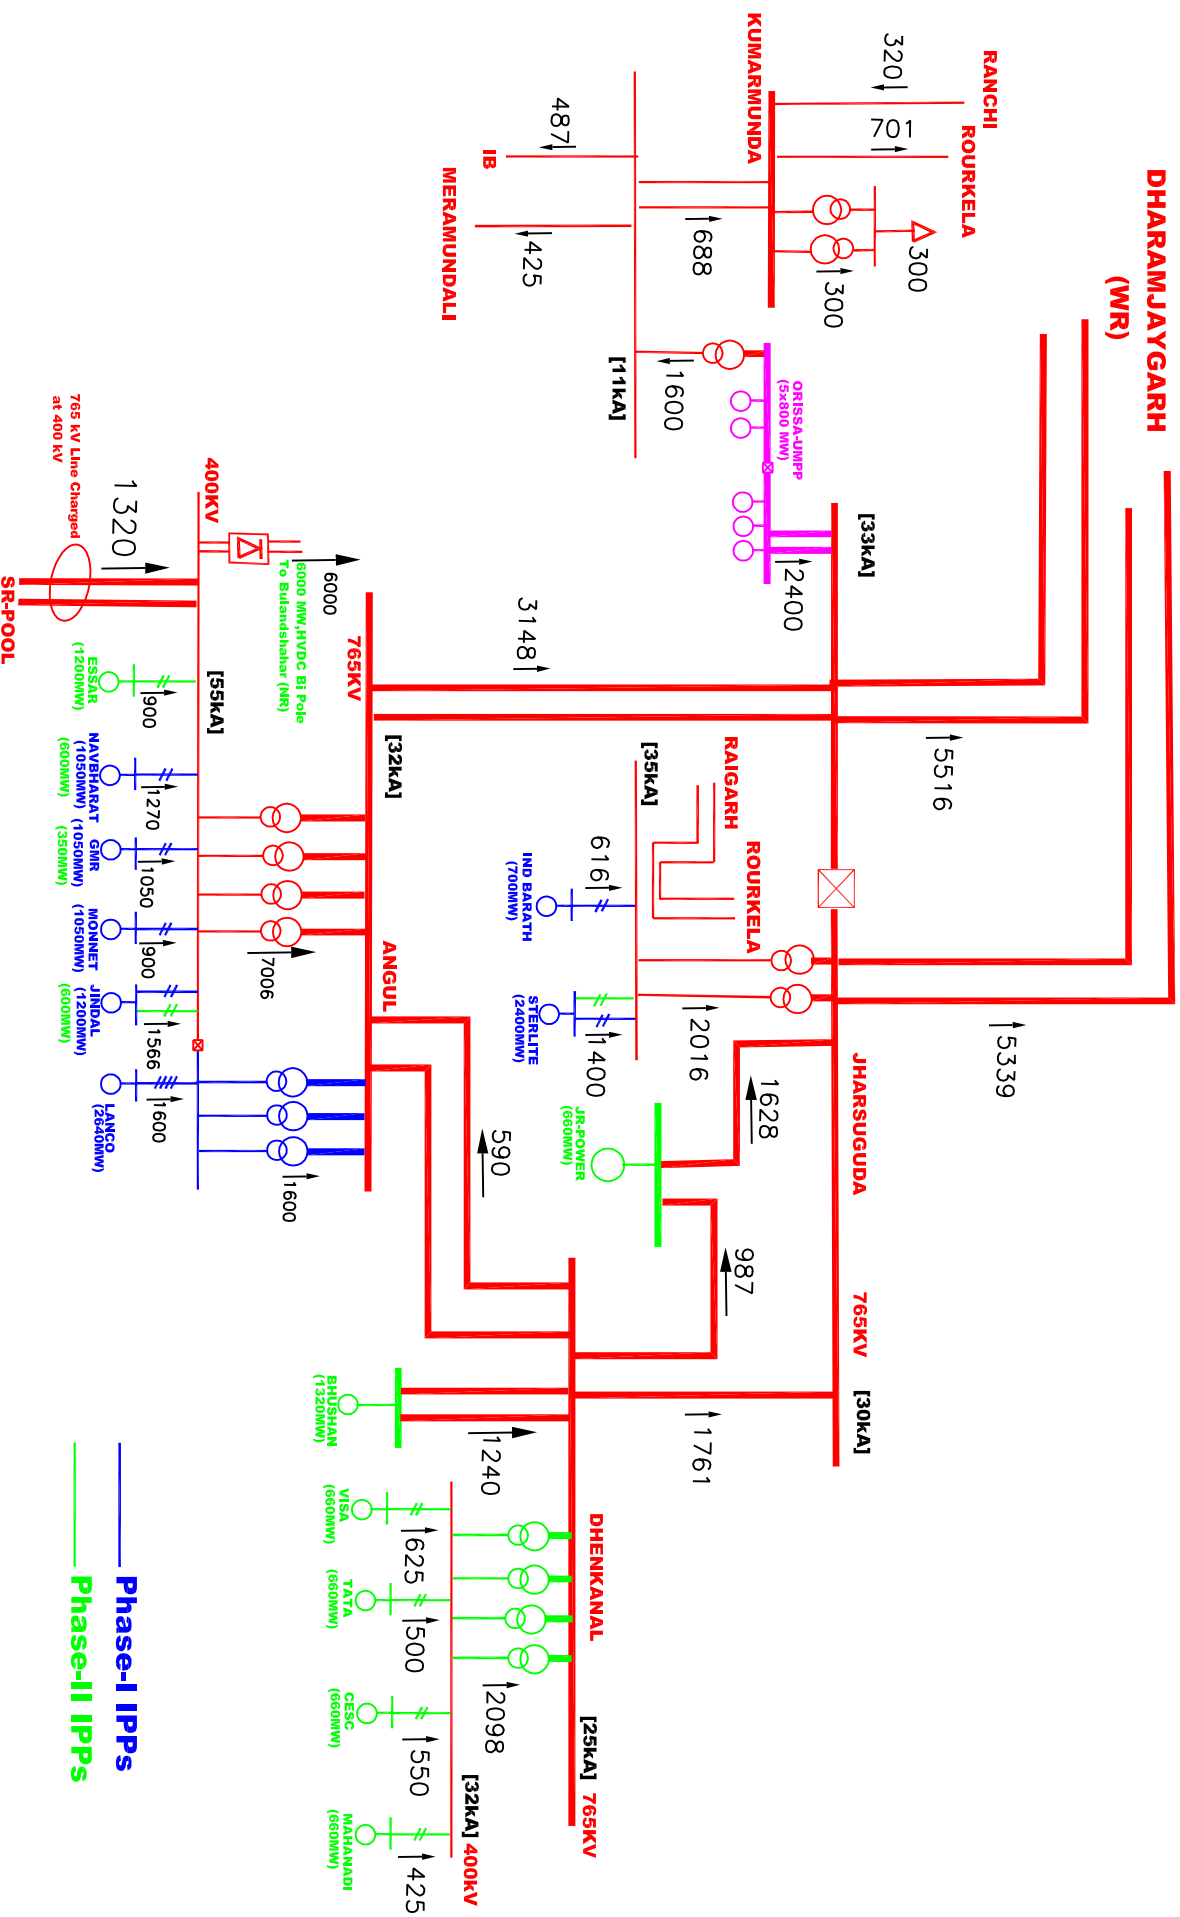 DHARAMJAYGARH
(WR)
RANCHI
ROURKELA
320
701
KUMARMUNDA
300
300
688
487
IB
425
MERAMUNDALI
[11kA]
1600
ORISSA-UMPP
(5x800 MW)
2400
[33kA]
5516
5339
JHARSUGUDA
765KV
[30kA]
3148
RAIGARH
ROURKELA
[35kA]
616
IND BARATH
(700MW)
STERLITE
(2400MW)
1400
2016
1628
JR-POWER
(660MW)
987
1761
765KV
[32kA]
ANGUL
590
400KV
6000
6000 MW,HVDC Bi Pole
To Bulandshahar (NR)
765 kV Line Charged
at 400 kV
1320
SR-POOL
[55kA]
ESSAR
(1200MW)
900
NAVBHARAT
(1050MW)
(600MW)
1270
GMR
(1050MW)
(350MW)
1050
MONNET
(1050MW)
900
JINDAL
(1200MW)
(600MW)
1566
LANCO
(2640MW)
1600
7006
1600
BHUSHAN
(1320MW)
1240
DHENKANAL
[25kA]
765KV
VISA
(660MW)
625
TATA
(660MW)
500
CESC
(660MW)
550
MAHANADI
(660MW)
425
2098
[32kA]
400kV
Phase-I IPPs
Phase-II IPPs